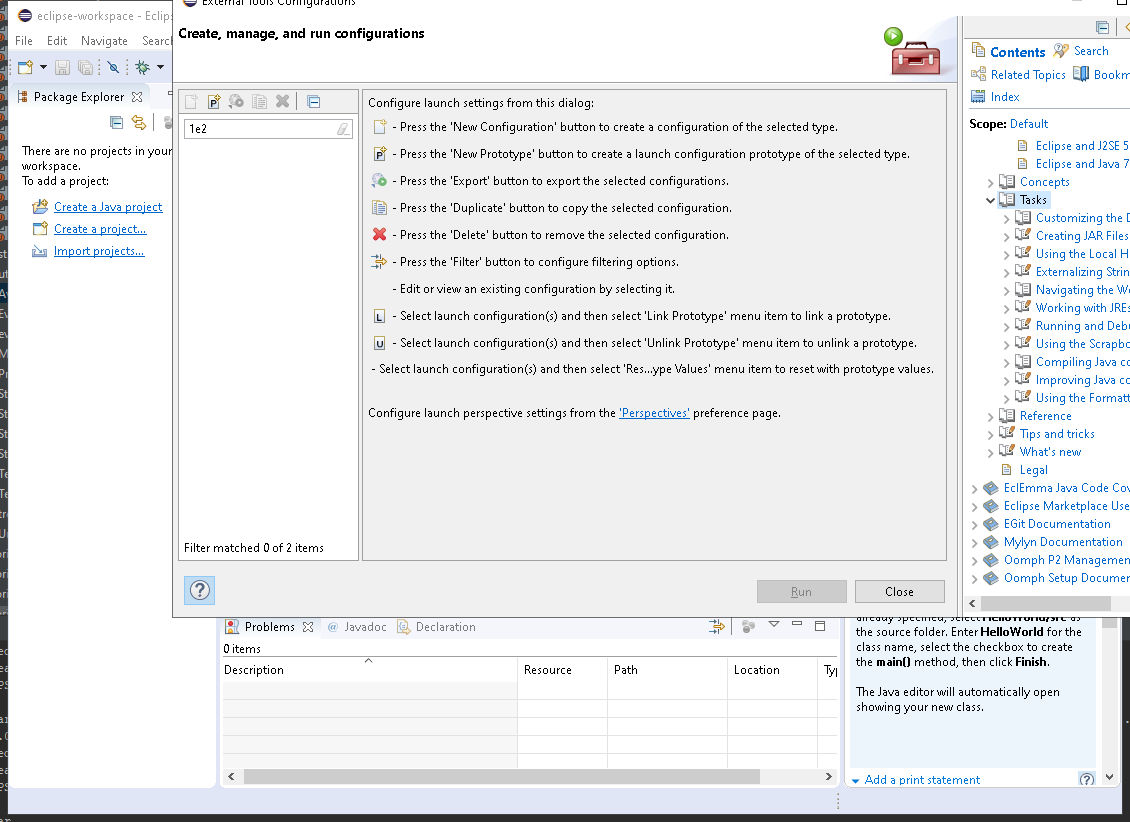 eclipse-workspace - Eclips
External Tools Configurations
File Edit Navigate Search
Create, manage, and run configurations
Package Explorer
There are no projects in your
workspace.
To add a project:
Create a Java project
Create a project...
Import projects...
1e2
Filter matched 0 of 2 items
Configure launch settings from this dialog:
- Press the 'New Configuration' button to create a configuration of the selected type.
P - Press the 'New Prototype' button to create a launch configuration prototype of the selected type.
- Press the 'Export' button to export the selected configurations.
- Press the 'Duplicate' button to copy the selected configuration.
- Press the 'Delete' button to remove the selected configuration.
- Press the 'Filter' button to configure filtering options.
- Edit or view an existing configuration by selecting it.
L - Select launch configuration(s) and then select 'Link Prototype' menu item to link a prototype.
U - Select launch configuration(s) and then select 'Unlink Prototype' menu item to unlink a prototype.
- Select launch configuration(s) and then select 'Res...ype Values' menu item to reset with prototype values.
Configure launch perspective settings from the 'Perspectives' preference page.
Run Close
Contents Search
Related Topics Bookm
Index
Scope: Default
Eclipse and J2SE 5
Eclipse and Java 7
Concepts
Tasks
Customizing the D
Creating JAR Files
Using the Local H
Externalizing Strin
Navigating the Wo
Working with JREs
Running and Debu
Using the Scrapbo
Compiling Java co
Improving Java co
Using the Formatt
Reference
Tips and tricks
What's new
Legal
EclEmma Java Code Cov
Eclipse Marketplace Use
EGit Documentation
Mylyn Documentation
Oomph P2 Managemen
Oomph Setup Documen
Problems @ Javadoc Declaration
0 items
Description Resource Path Location Typ
already specified, select HelloWorld/src as
the source folder. Enter HelloWorld for the
class name, select the checkbox to create
the main() method, then click Finish.
The Java editor will automatically open
showing your new class.
Add a print statement